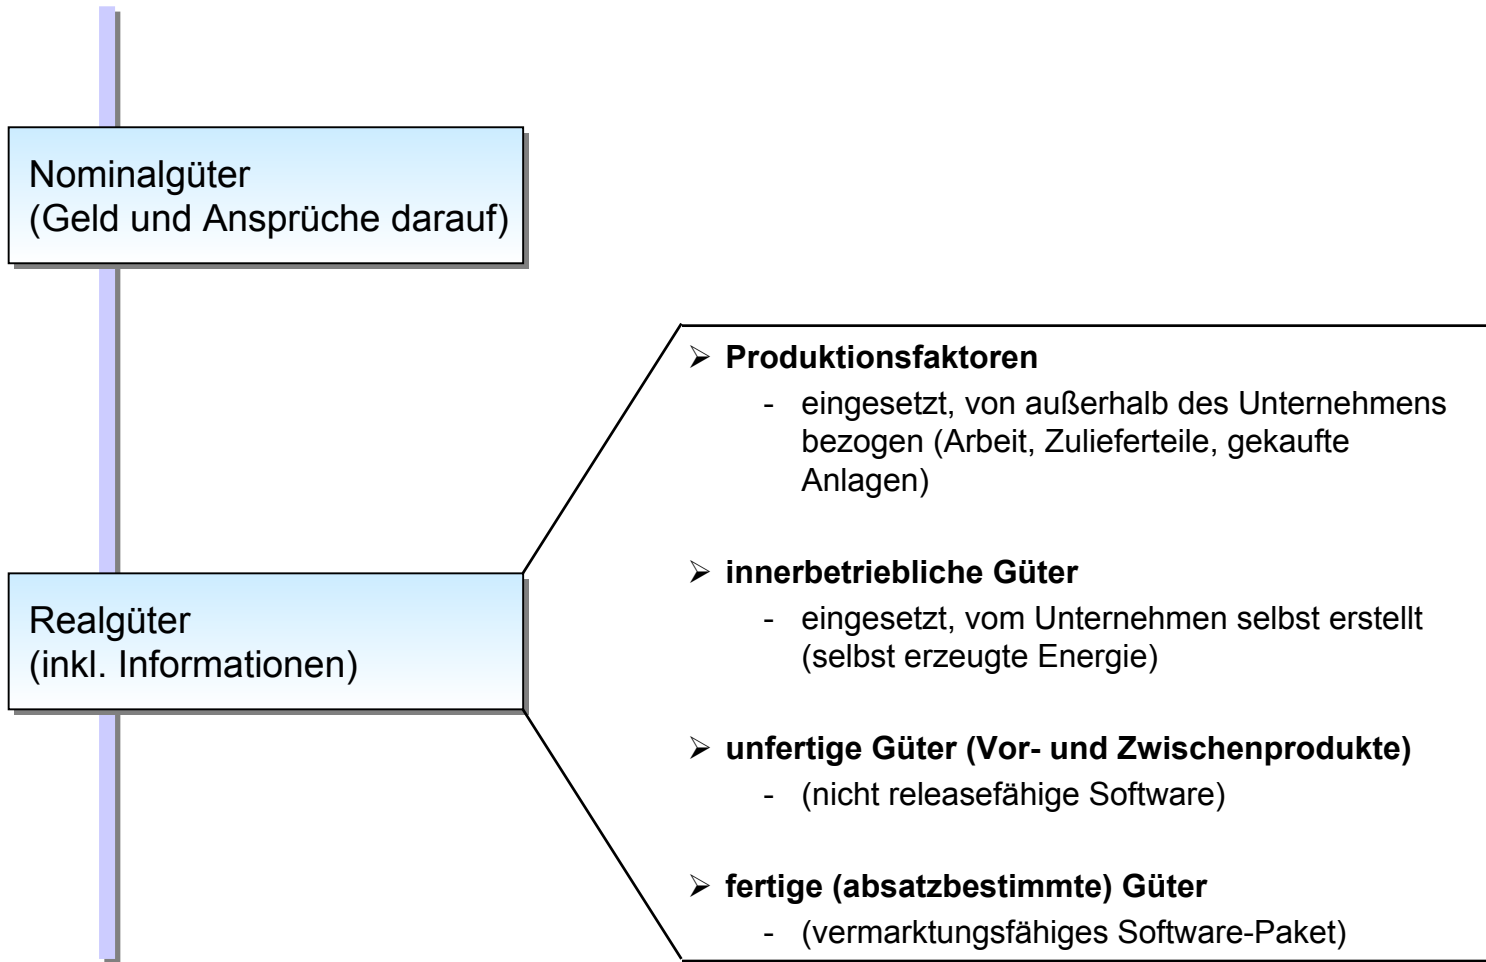 Nominalgüter
(Geld und Ansprüche darauf)
Realgüter
(inkl. Informationen)
➢ Produktionsfaktoren
- eingesetzt, von außerhalb des Unternehmens
bezogen (Arbeit, Zulieferteile, gekaufte
Anlagen)
➢ innerbetriebliche Güter
- eingesetzt, vom Unternehmen selbst erstellt
(selbst erzeugte Energie)
➢ unfertige Güter (Vor- und Zwischenprodukte)
- (nicht releasefähige Software)
➢ fertige (absatzbestimmte) Güter
- (vermarktungsfähiges Software-Paket)